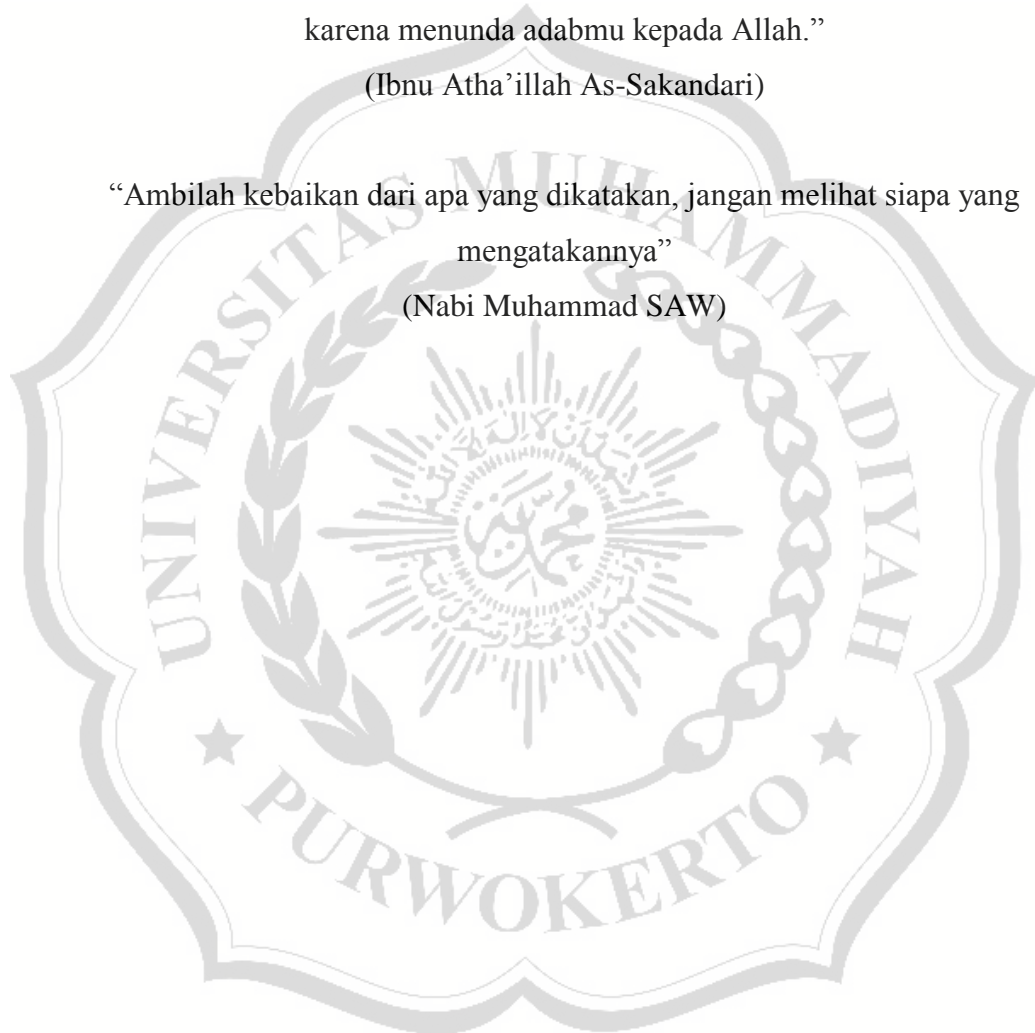 karena menunda adabmu kepada Allah.”
(Ibnu Atha’illah As-Sakandari)
“Ambilah kebaikan dari apa yang dikatakan, jangan melihat siapa yang
mengatakannya”
(Nabi Muhammad SAW)
UNIVERSITAS MUHAMMADIYAH
PURWOKERTO